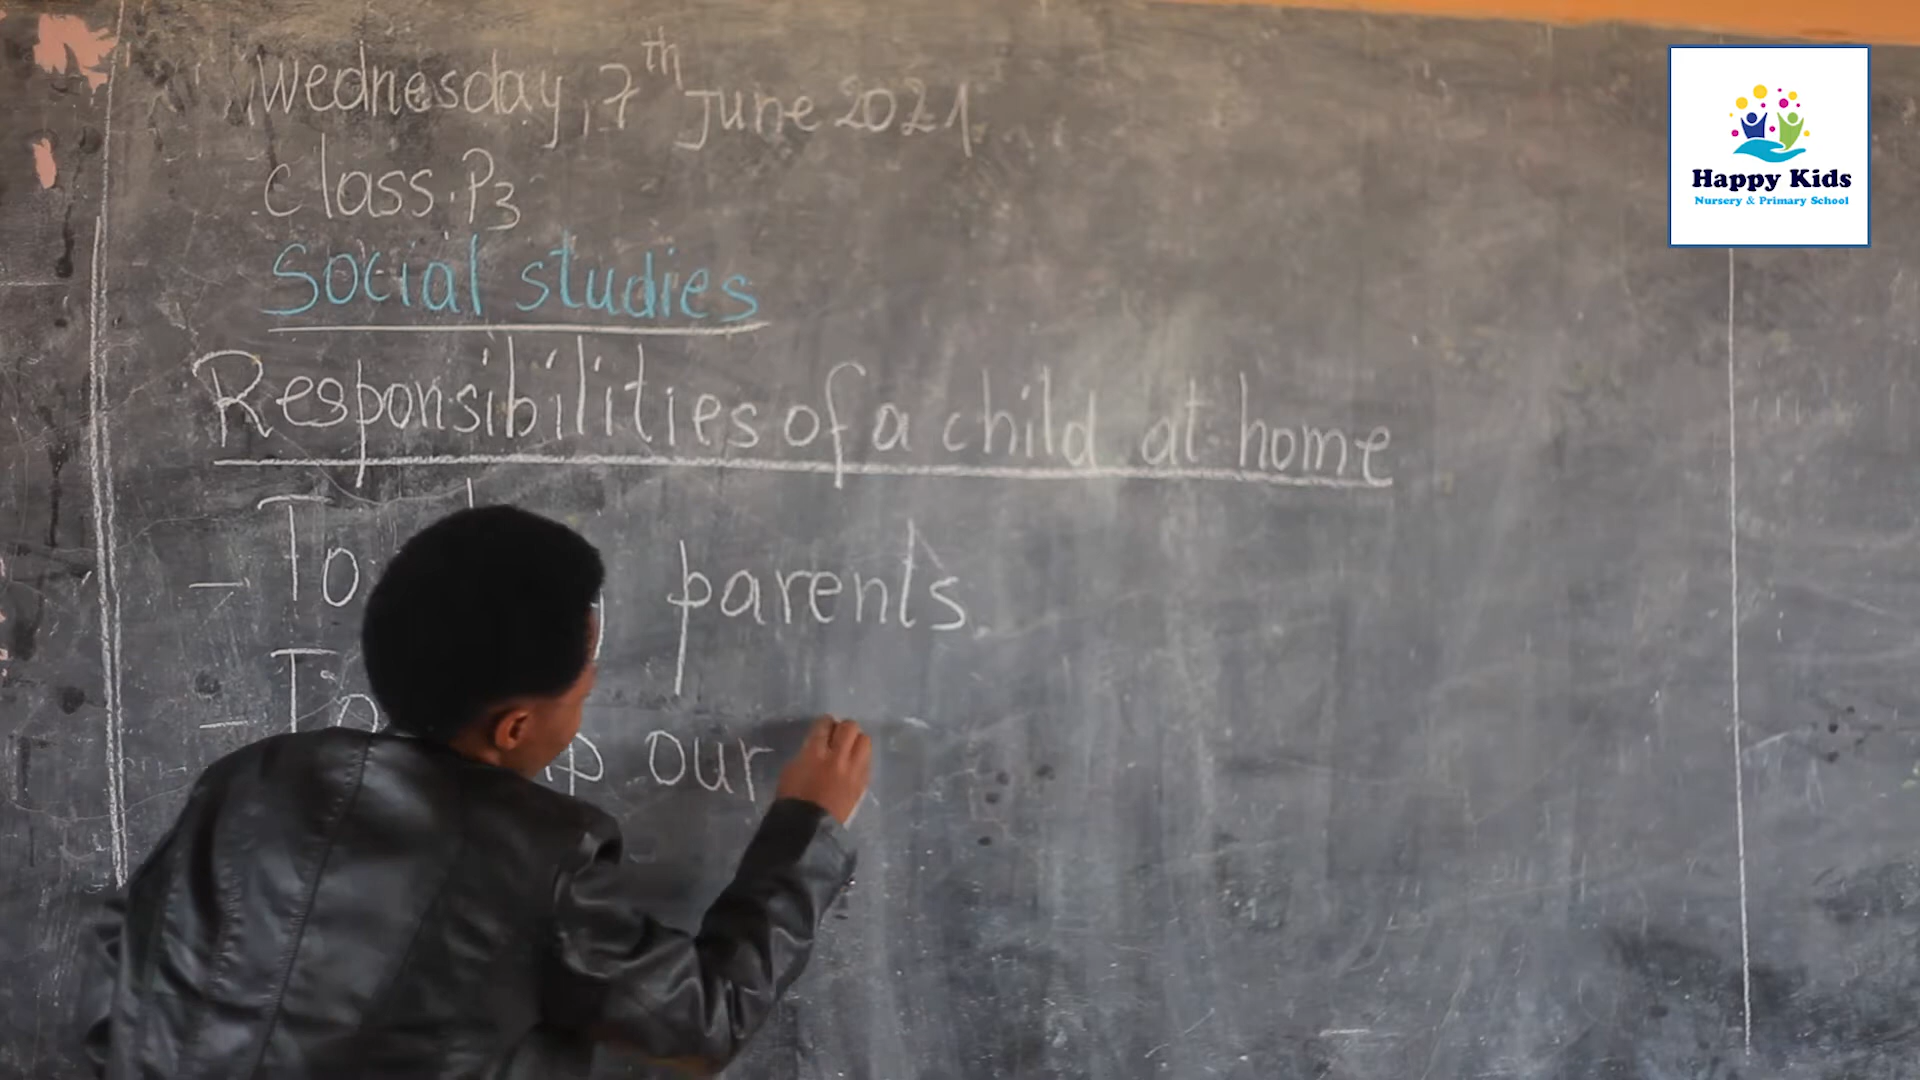 Wednesday, 7th June 2021
Class. P3
Social studies
Responsibilities of a child at home
- To parents.
- To our
Happy Kids
Nursery & Primary School